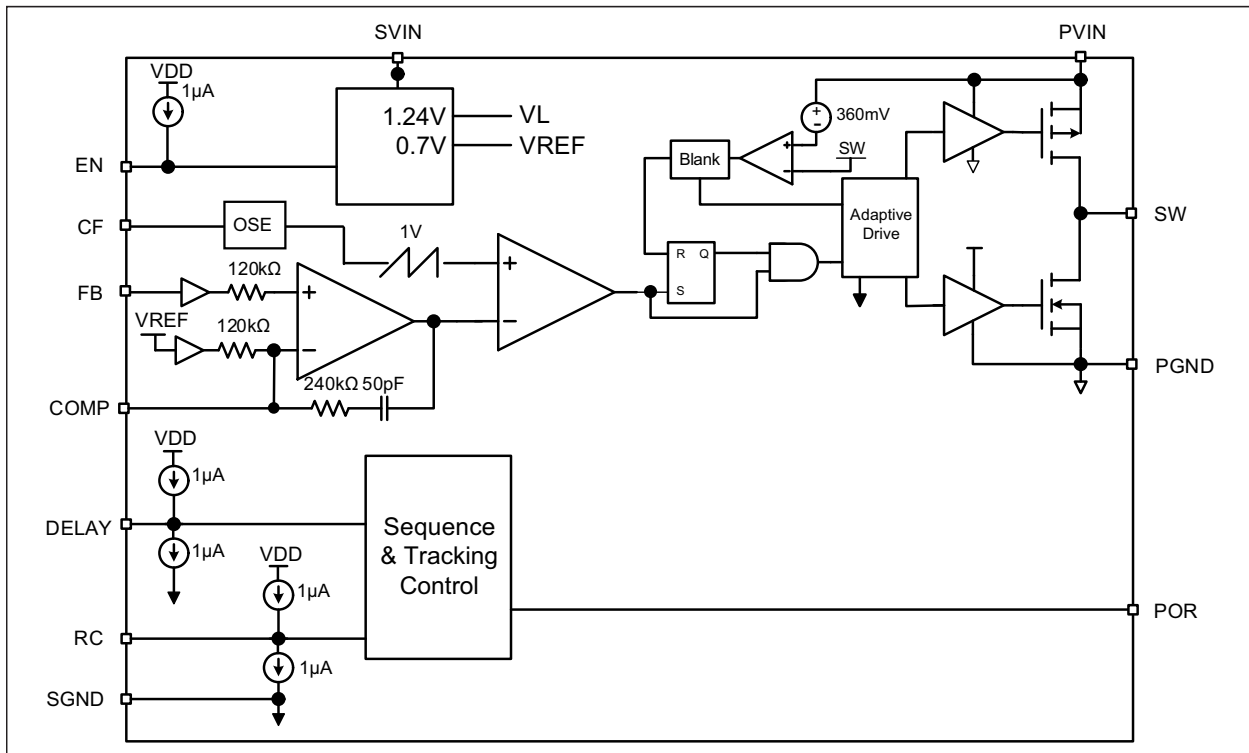 SVIN
PVIN
VDD
1µA
1.24V
VL
0.7V
VREF
360mV
Blank
SW
EN
CF
OSE
1V
Adaptive
Drive
SW
R
Q
S
FB
120kΩ
+
−
VREF
120kΩ
+
−
240kΩ
50pF
COMP
PGND
VDD
1µA
DELAY
1µA
VDD
1µA
RC
1µA
SGND
Sequence
& Tracking
Control
POR